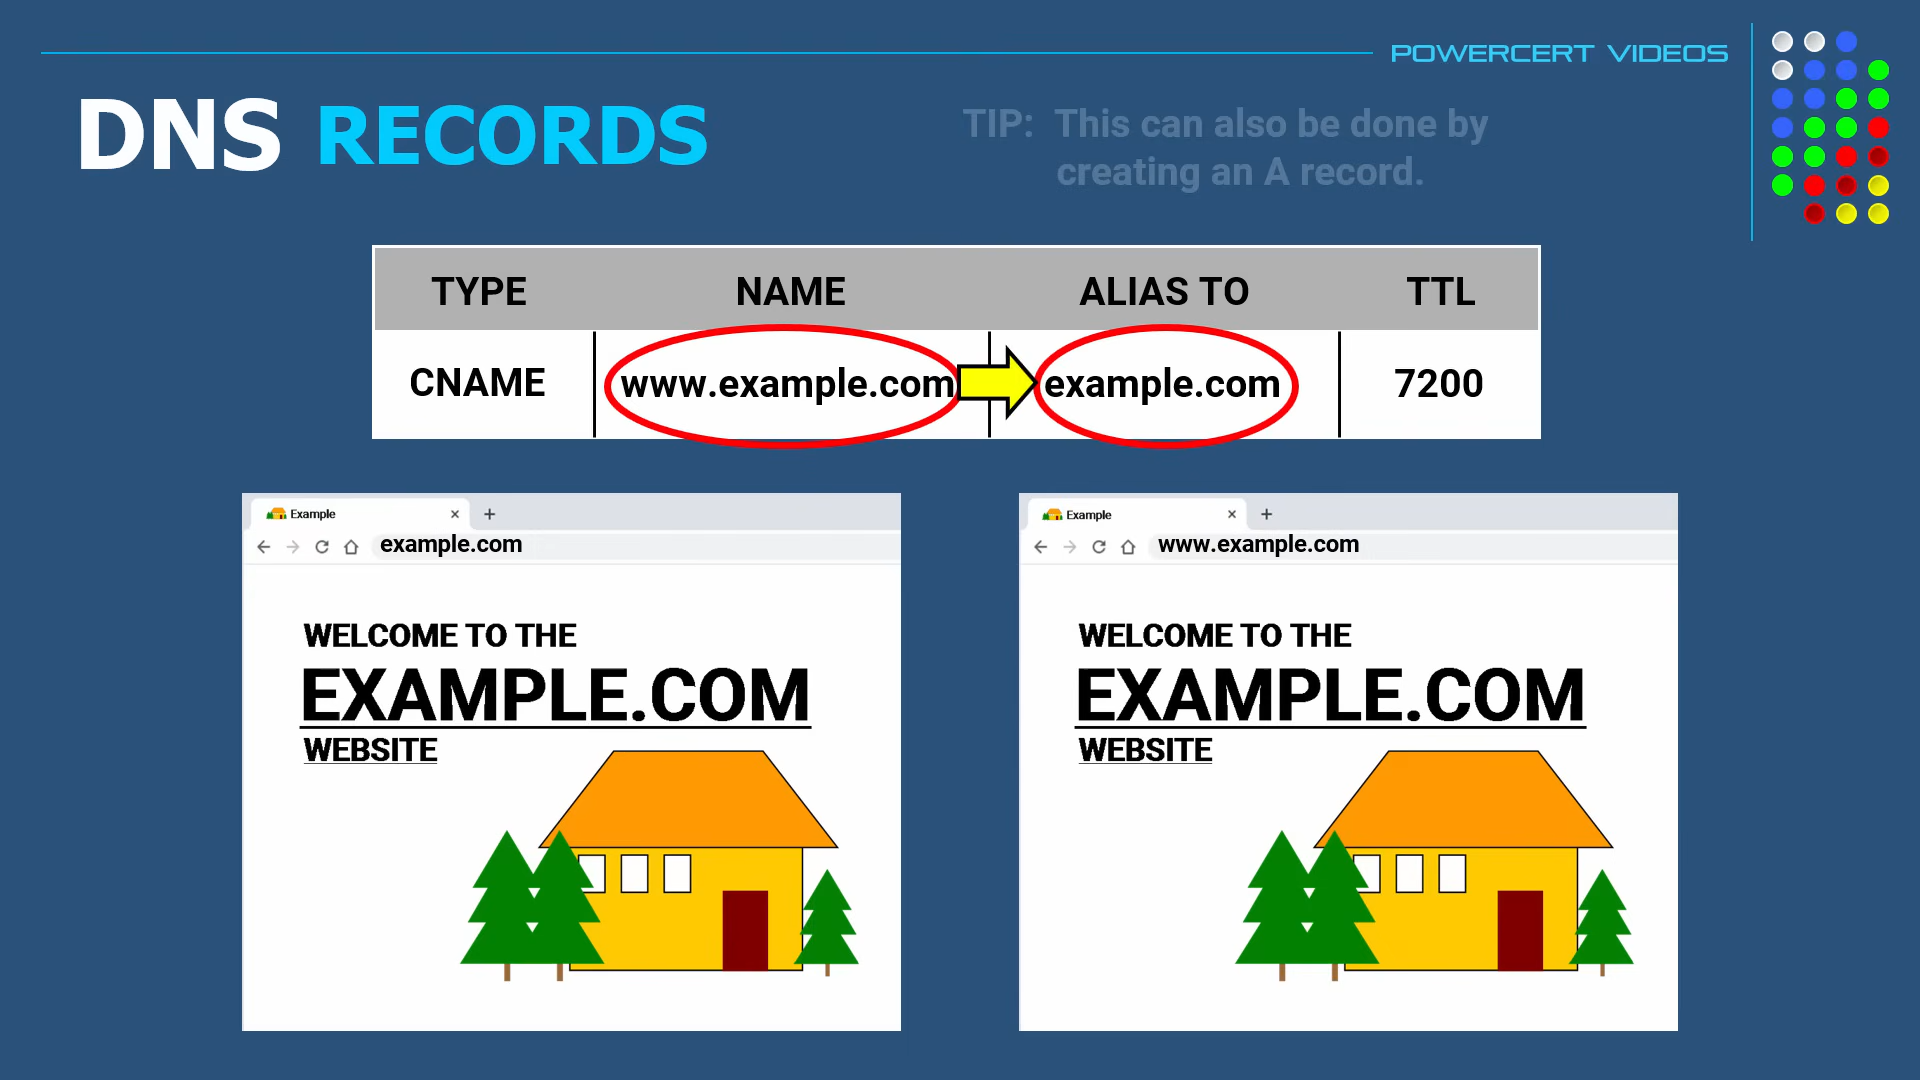 POWERCERT VIDEOS
DNS RECORDS
TIP: This can also be done by
creating an A record.
TYPE NAME ALIAS TO TTL
CNAME www.example.com example.com 7200
Example
example.com
WELCOME TO THE
EXAMPLE.COM
WEBSITE
Example
www.example.com
WELCOME TO THE
EXAMPLE.COM
WEBSITE